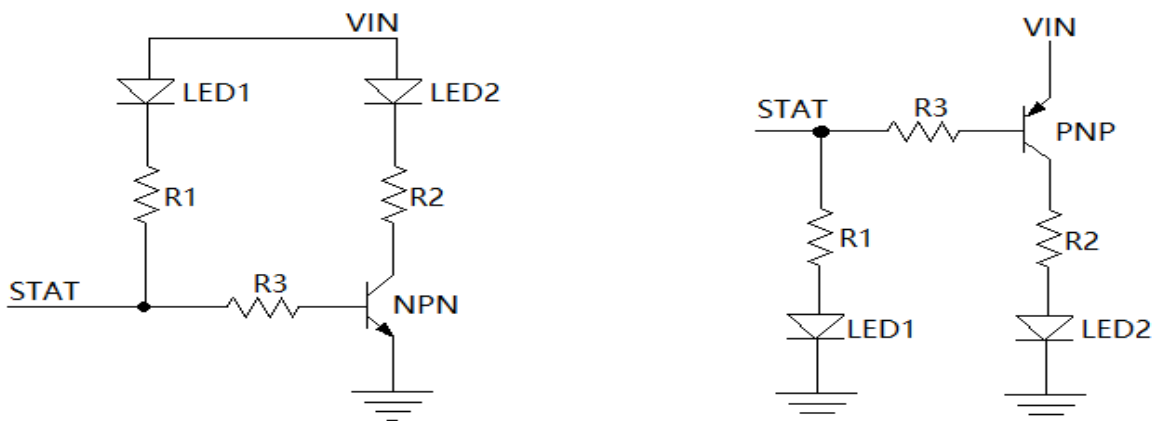 VIN
LED1
LED2
R1
R2
STAT
R3
NPN
VIN
STAT
R3
PNP
R1
R2
LED1
LED2